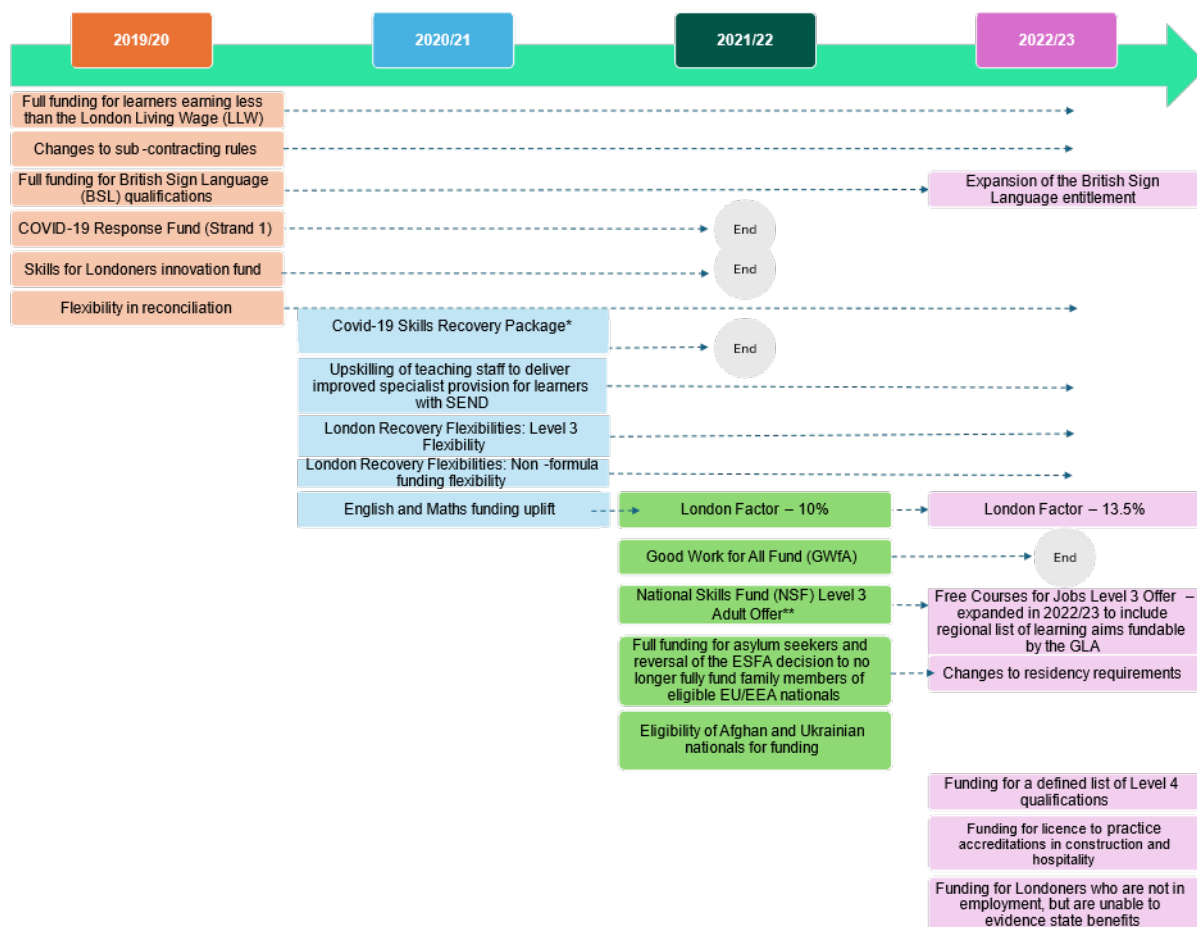 2019/20
2020/21
2021/22
2022/23
Full funding for learners earning less
than the London Living Wage (LLW)
Changes to sub-contracting rules
Full funding for British Sign Language
(BSL) qualifications
Expansion of the British Sign
Language entitlement
COVID-19 Response Fund (Strand 1)
End
Skills for Londoners innovation fund
End
Flexibility in reconciliation
Covid-19 Skills Recovery Package*
End
Upskilling of teaching staff to deliver
improved specialist provision for learners
with SEND
London Recovery Flexibilities: Level 3
Flexibility
London Recovery Flexibilities: Non -formula
funding flexibility
English and Maths funding uplift
London Factor – 10%
London Factor – 13.5%
Good Work for All Fund (GWfA)
End
National Skills Fund (NSF) Level 3
Adult Offer**
Free Courses for Jobs Level 3 Offer –
expanded in 2022/23 to include
regional list of learning aims fundable
by the GLA
Full funding for asylum seekers and
reversal of the ESFA decision to no
longer fully fund family members of
eligible EU/EEA nationals
Changes to residency requirements
Eligibility of Afghan and Ukrainian
nationals for funding
Funding for a defined list of Level 4
qualifications
Funding for licence to practice
accreditations in construction and
hospitality
Funding for Londoners who are not in
employment, but are unable to
evidence state benefits